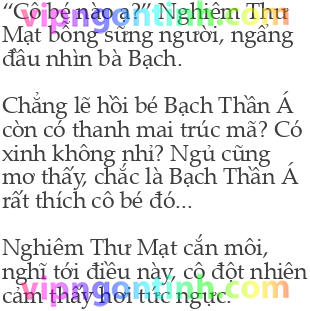 “Cô bé nào ạ?” Nghiêm Thư
Mạt bỗng sững người, ngẩng
đầu nhìn bà Bạch.
Chẳng lẽ hồi bé Bạch Thần Á
còn có thanh mai trúc mã? Có
xinh không nhỉ? Ngủ cũng
mơ thấy, chắc là Bạch Thần Á
rất thích cô bé đó...
Nghiêm Thư Mạt cắn môi,
nghĩ tới điều này, cô đột nhiên
cảm thấy hơi tức ngực.
vipngontinh.com
vipngontinh.com